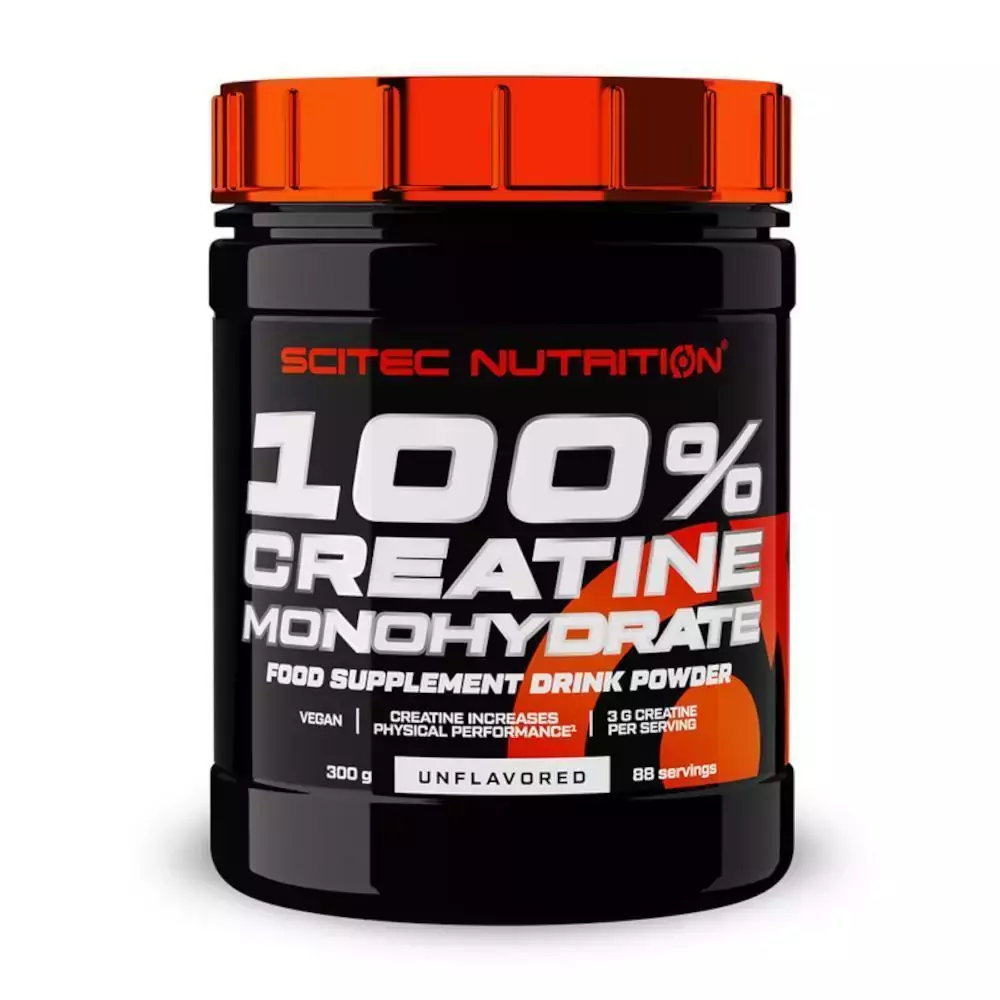 SCITEC NUTRITION®
100%
CREATINE
MONOHYDRATE
FOOD SUPPLEMENT DRINK POWDER
VEGAN | CREATINE INCREASES PHYSICAL PERFORMANCE¹ | 3 G CREATINE PER SERVING
300 g UNFLAVORED 88 servings